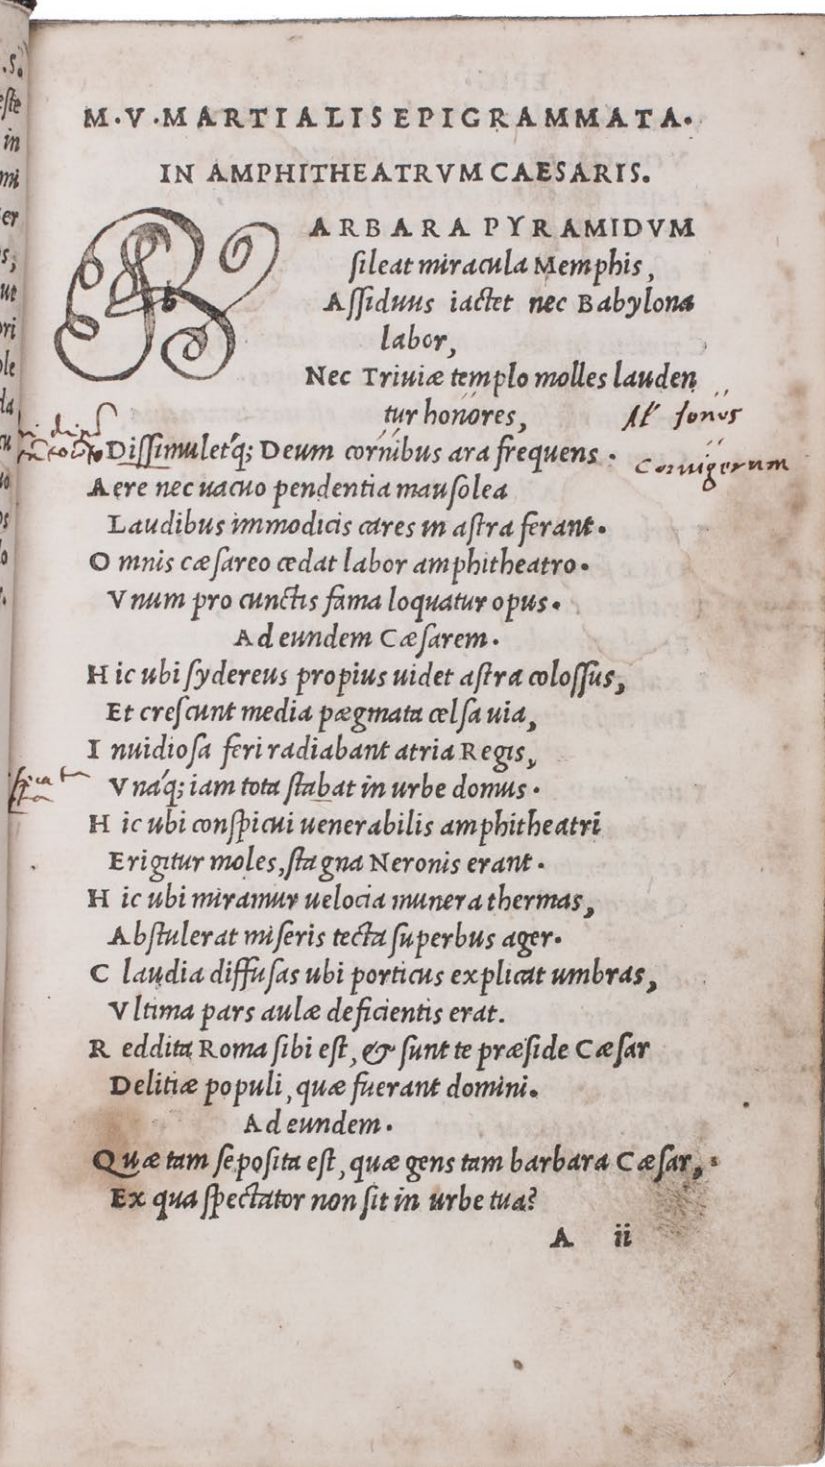 M.V.MARTIALIS EPIGRAMMATA.
IN AMPHITHEATRVM CAESARIS.
BARBARA PYRAMIDVM
ſileat miracula Memphis,
Aſſiduus iactet nec Babylona
labor,
Nec Triuiæ templo molles lauden
tur honores,
Diſſimulet'q; Deum cornibus ara frequens.
Cornigerum
Aere nec uacuo pendentia mauſolea
Laudibus immodicis cares in aſtra ferant.
Omnis cæſareo cedat labor amphitheatro.
Vnum pro cunctis fama loquatur opus.
Ad eundem Cæſarem.
Hic ubi ſydereus propius uidet aſtra coloſſus,
Et creſcunt media pægmata celſa uia,
Inuidioſa feri radiabant atria Regis,
Vna'q; iam tota ſtabat in urbe domus.
Hic ubi conſpicui uenerabilis amphitheatri
Erigitur moles, ſtagna Neronis erant.
Hic ubi miramur uelocia munera thermas,
Abſtulerat miſeris tecta ſuperbus ager.
Claudia diffuſas ubi porticus explicat umbras,
Vltima pars aulæ deficientis erat.
Reddita Roma ſibi eſt, & ſunt te præſide Cæſar
Delitiæ populi, quæ fuerant domini.
Ad eundem.
Quæ tam ſepoſita eſt, quæ gens tam barbara Cæſar,
Ex qua ſpectator non ſit in urbe tua?
A ii